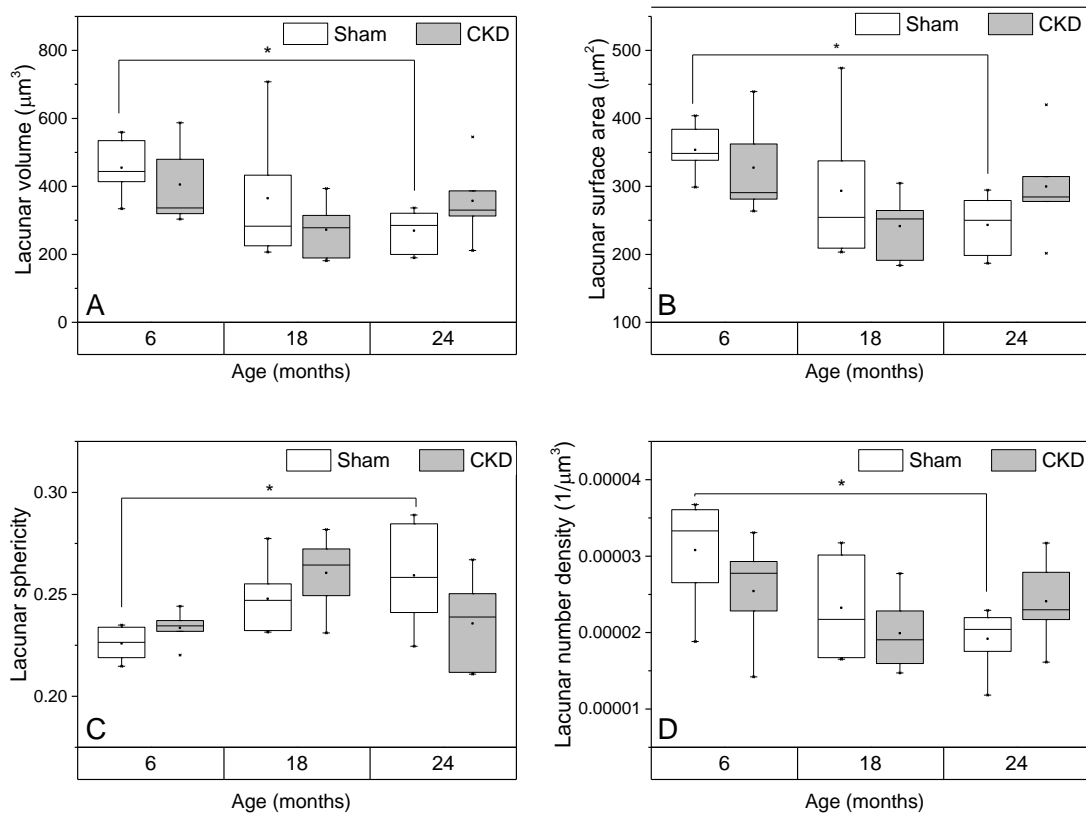 Sham CKD
*
800
600
400
200
0
Lacunar volume (μm³)
A
6 18 24
Age (months)
Sham CKD
*
500
400
300
200
100
Lacunar surface area (μm²)
B
6 18 24
Age (months)
Sham CKD
*
0.30
0.25
0.20
Lacunar sphericity
C
6 18 24
Age (months)
Sham CKD
*
0.00004
0.00003
0.00002
0.00001
Lacunar number density (1/μm³)
D
6 18 24
Age (months)